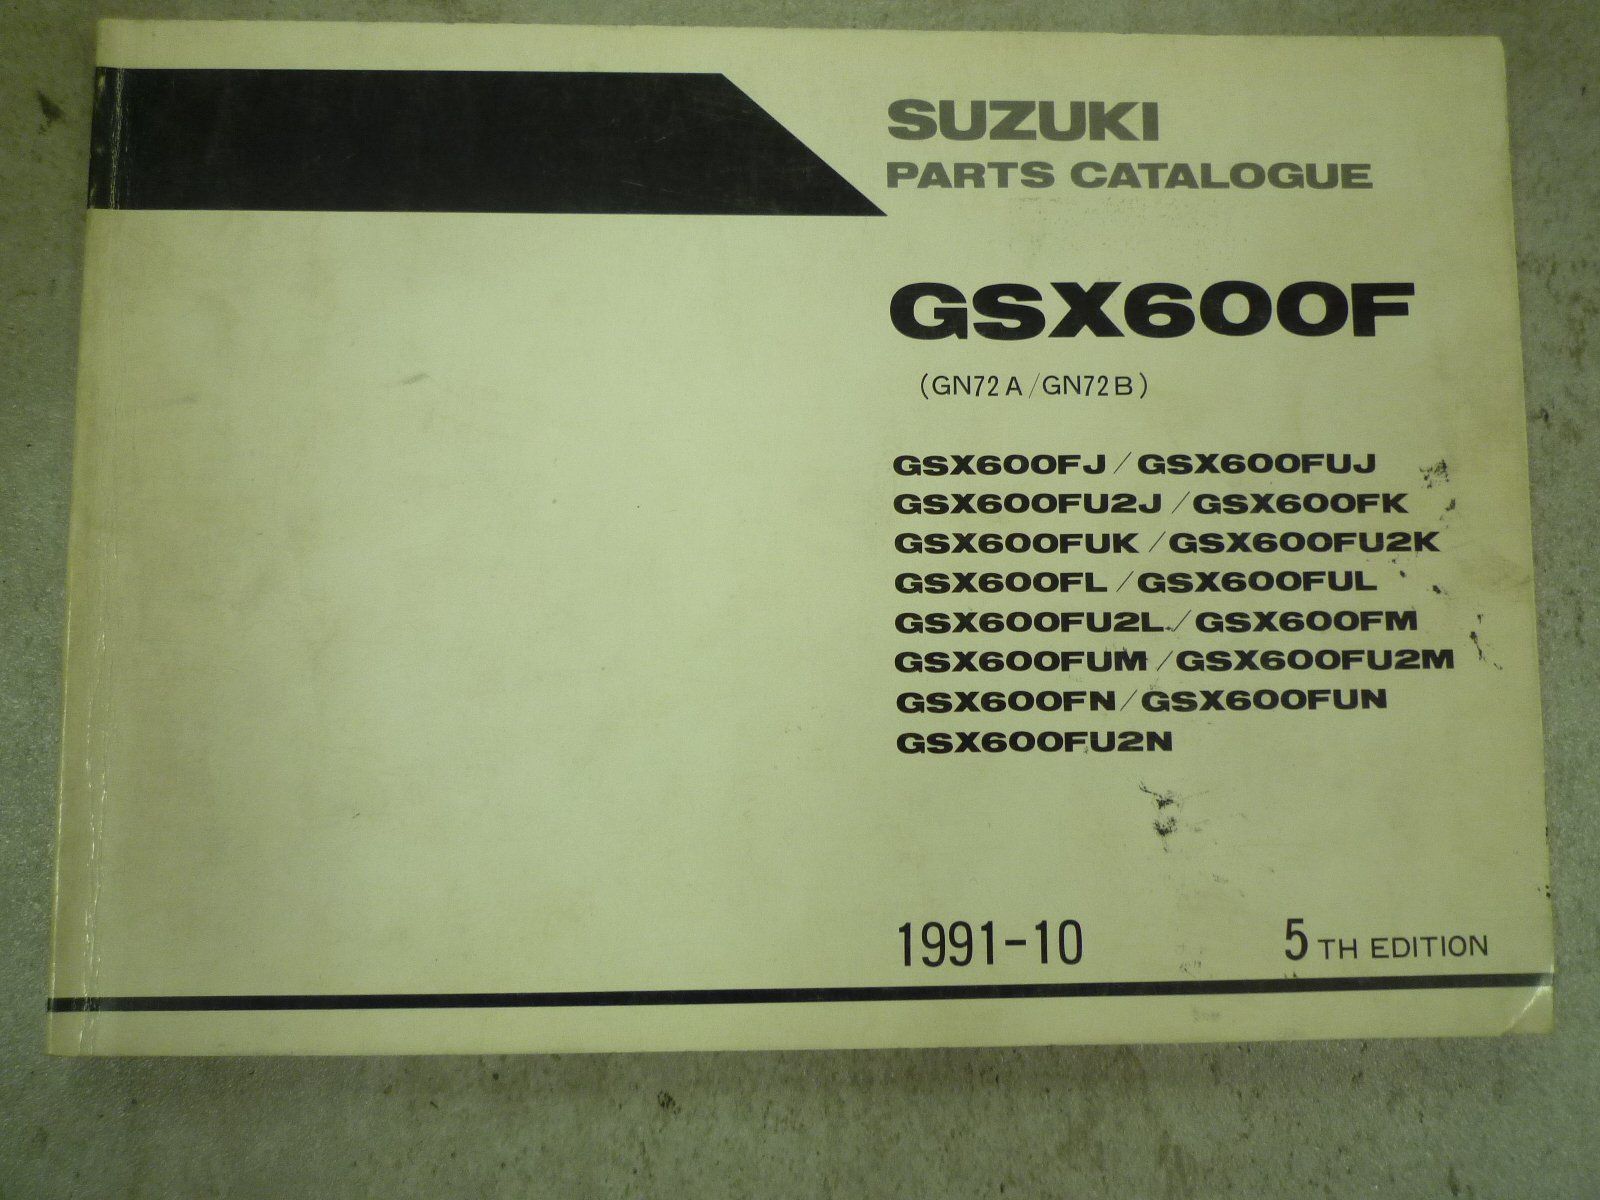 SUZUKI
PARTS CATALOGUE
GSX600F
(GN72A/GN72B)
GSX600FJ/GSX600FUJ
GSX600FU2J/GSX600FK
GSX600FUK/GSX600FU2K
GSX600FL/GSX600FUL
GSX600FU2L/GSX600FM
GSX600FUM/GSX600FU2M
GSX600FN/GSX600FUN
GSX600FU2N
1991-10 5TH EDITION